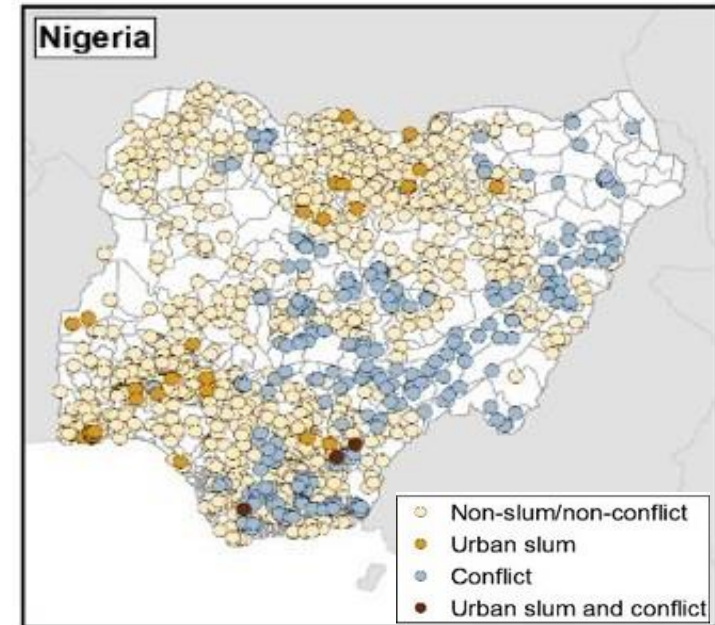 Nigeria
Non-slum/non-conflict
Urban slum
Conflict
Urban slum and conflict